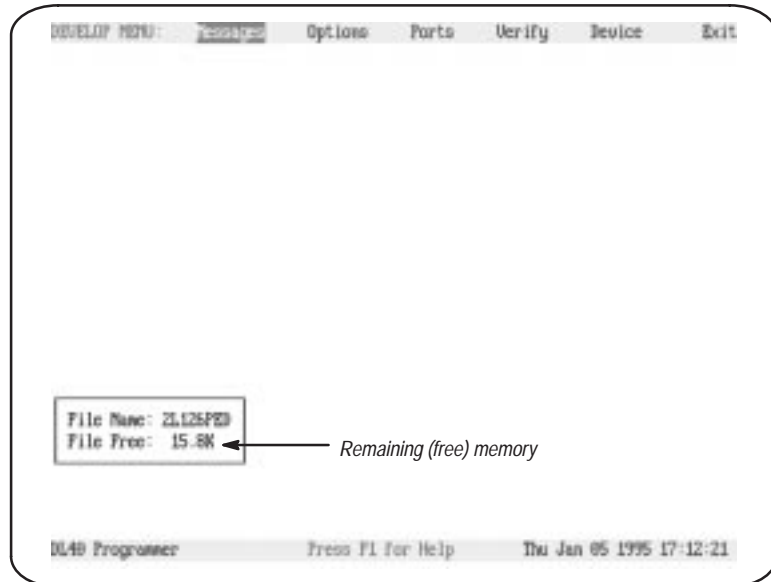 DEVELOP MENU: Messages Options Ports Verify Device Exit
File Name: 2L126PED
File Free: 15.8K
Remaining (free) memory
DL40 Programmer Press F1 for Help Thu Jan 05 1995 17:12:21